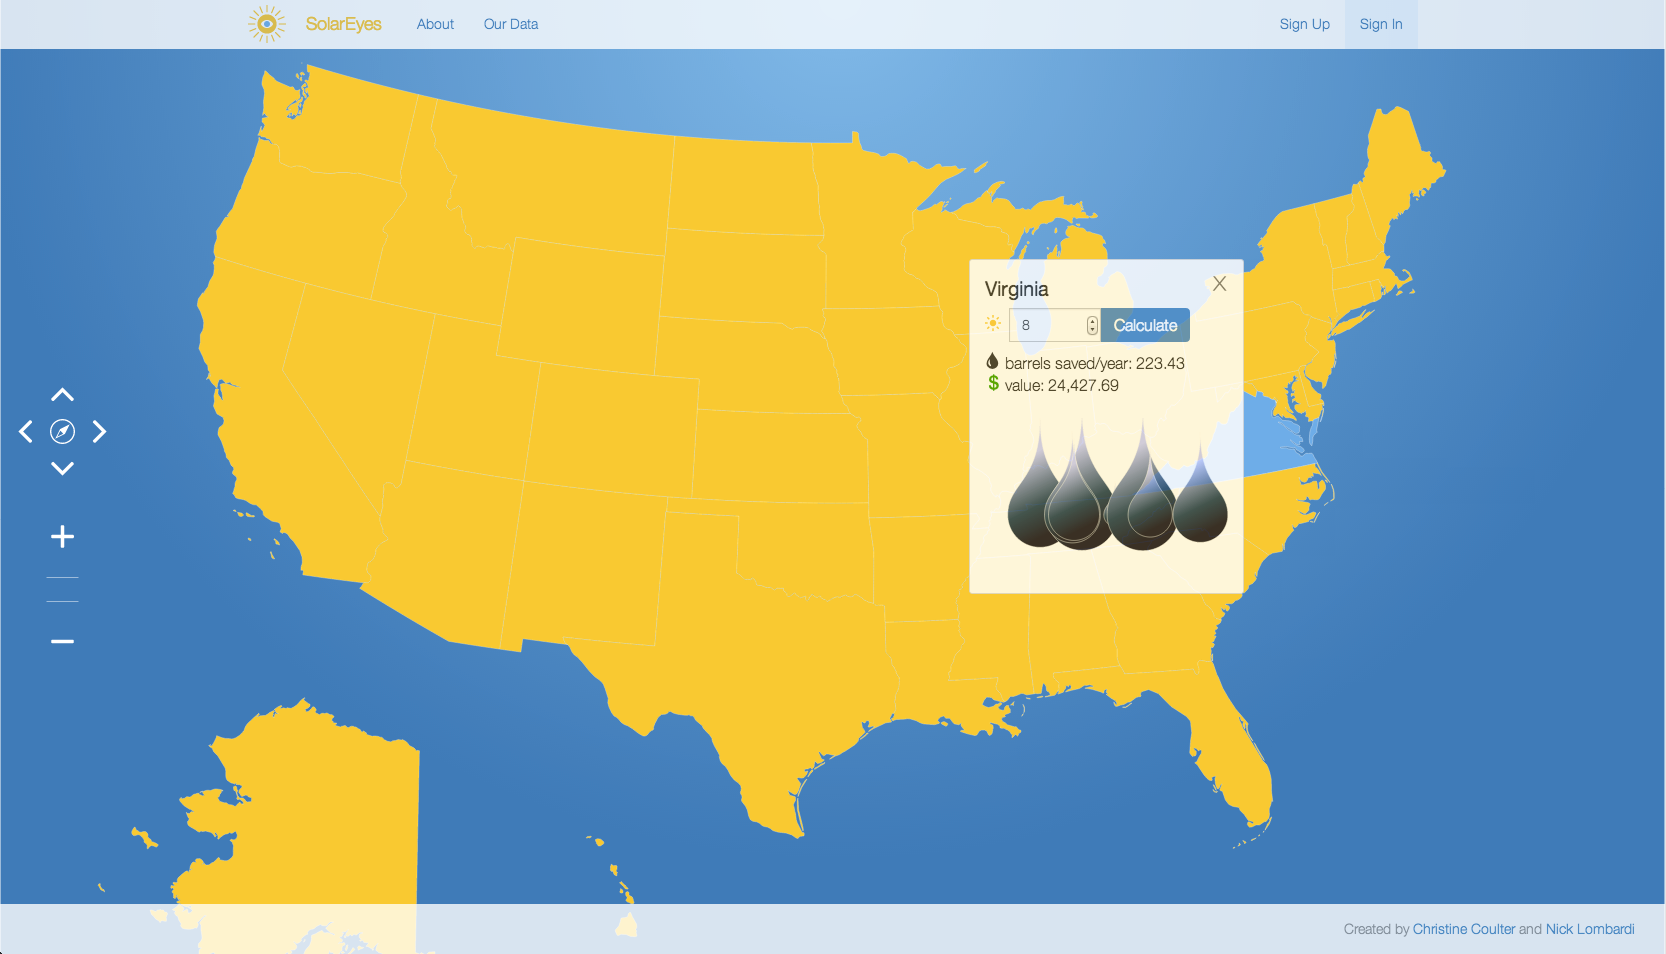 SolarEyes About Our Data Sign Up Sign In
Virginia X
8 Calculate
barrels saved/year: 223.43
$ value: 24,427.69
Created by Christine Coulter and Nick Lombardi